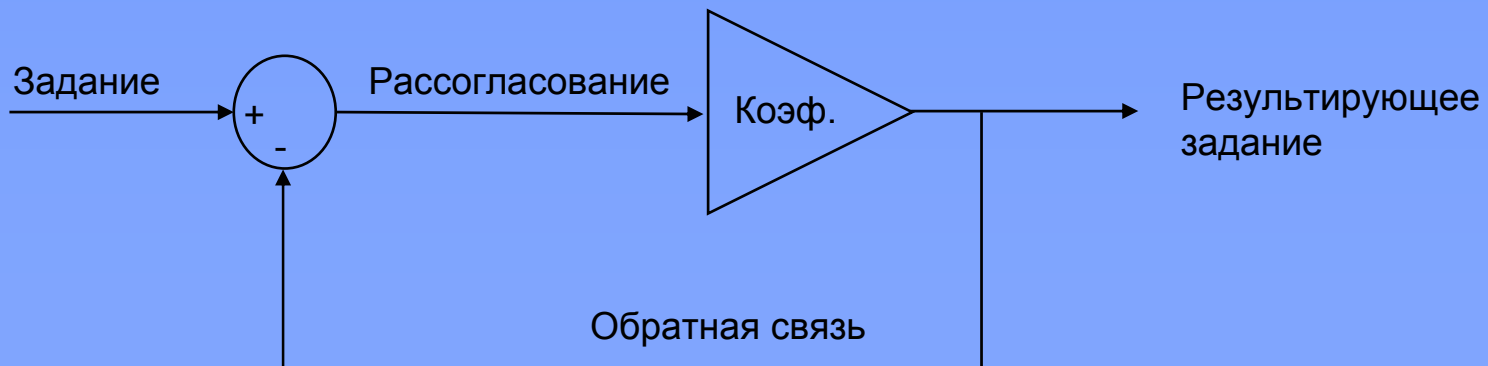 Задание
Рассогласование
Коэф.
Результирующее
задание
+
-
Обратная связь